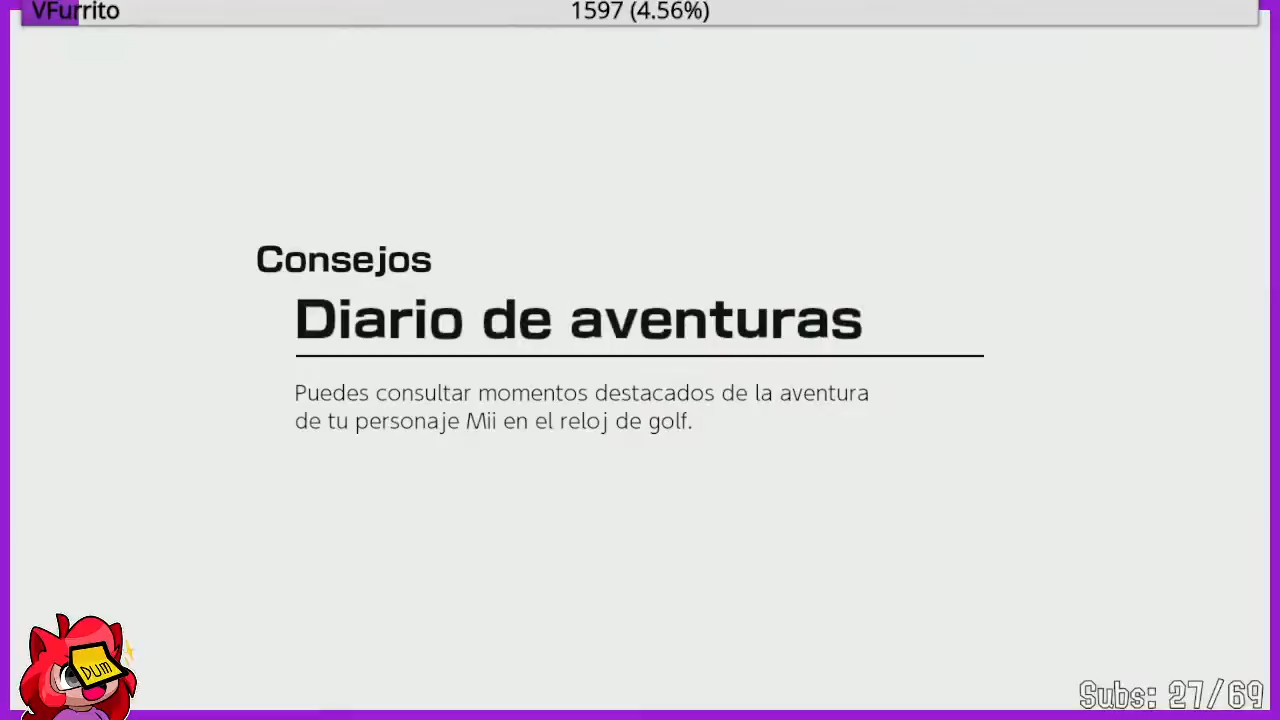 VFurrito 1597 (4.56%)
Consejos
Diario de aventuras
Puedes consultar momentos destacados de la aventura
de tu personaje Mii en el reloj de golf.
DUM
Subs: 27/69